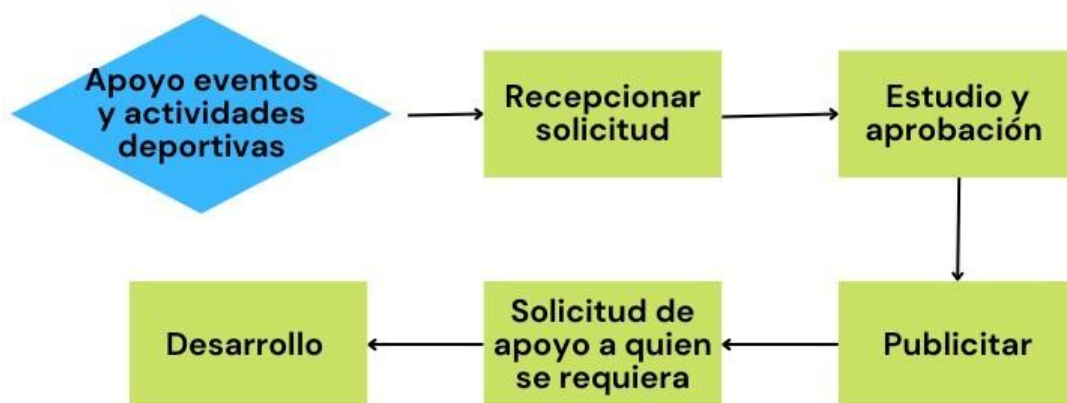 Apoyo eventos
y actividades
deportivas
Recepcionar
solicitud
Estudio y
aprobación
Publicitar
Solicitud de
apoyo a quien
se requiera
Desarrollo